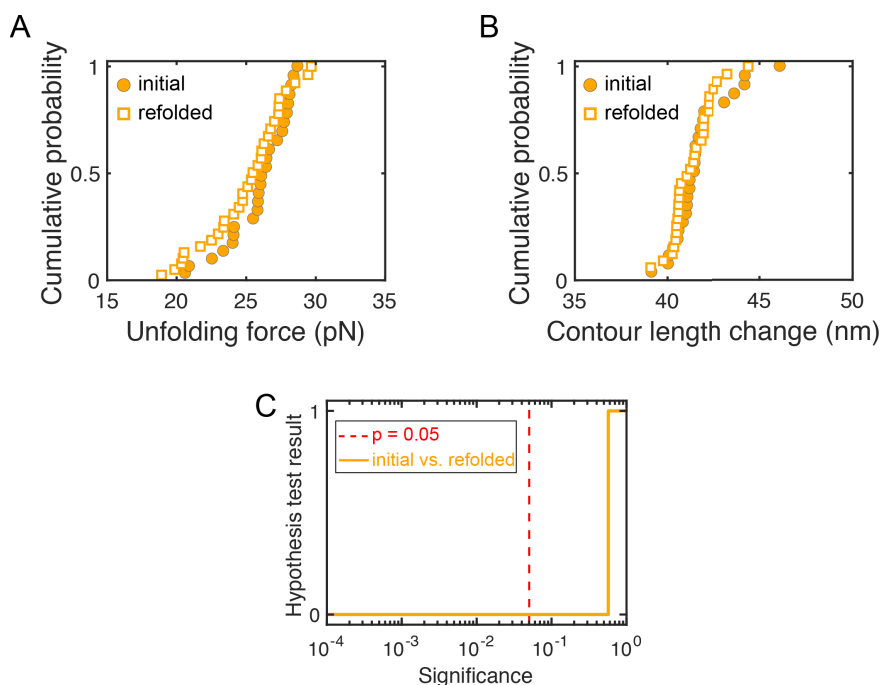 A
Cumulative probability
1
0.5
0
initial
refolded
15
20
25
30
35
Unfolding force (pN)
B
Cumulative probability
1
0.5
0
initial
refolded
35
40
45
50
Contour length change (nm)
C
Hypothesis test result
1
0
p = 0.05
initial vs. refolded
10⁻⁴
10⁻³
10⁻²
10⁻¹
10⁰
Significance